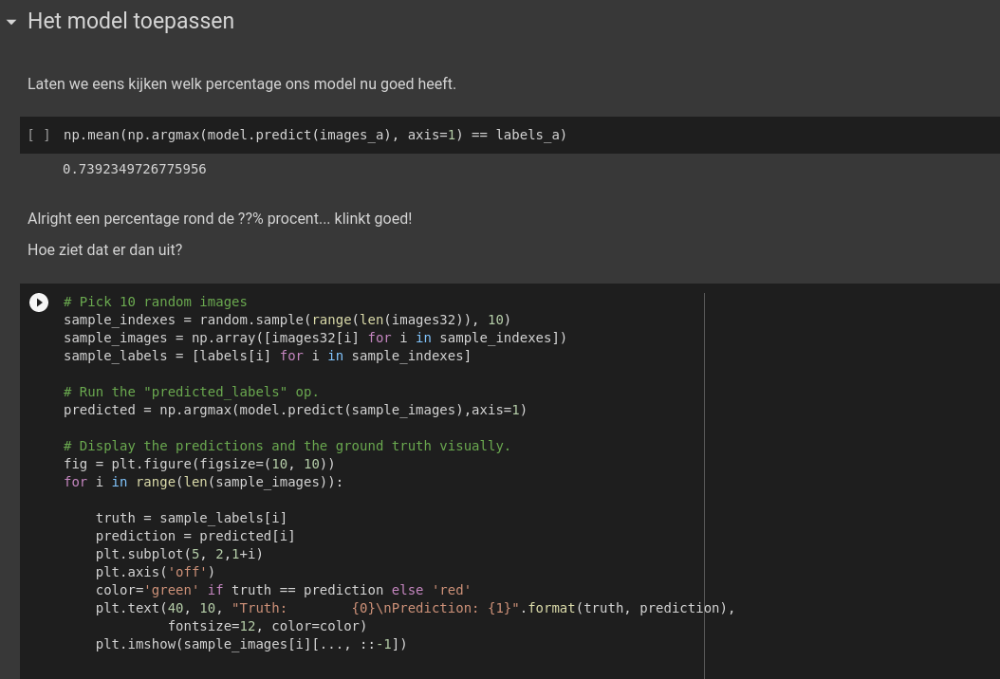 Het model toepassen
Laten we eens kijken welk percentage ons model nu goed heeft.
[ ] np.mean(np.argmax(model.predict(images_a), axis=1) == labels_a)
0.7392349726775956
Alright een percentage rond de ??% procent... klinkt goed!
Hoe ziet dat er dan uit?
# Pick 10 random images
sample_indexes = random.sample(range(len(images32)), 10)
sample_images = np.array([images32[i] for i in sample_indexes])
sample_labels = [labels[i] for i in sample_indexes]
# Run the "predicted_labels" op.
predicted = np.argmax(model.predict(sample_images),axis=1)
# Display the predictions and the ground truth visually.
fig = plt.figure(figsize=(10, 10))
for i in range(len(sample_images)):
    truth = sample_labels[i]
    prediction = predicted[i]
    plt.subplot(5, 2,1+i)
    plt.axis('off')
    color='green' if truth == prediction else 'red'
    plt.text(40, 10, "Truth:        {0}\nPrediction: {1}".format(truth, prediction),
             fontsize=12, color=color)
    plt.imshow(sample_images[i][..., ::-1])